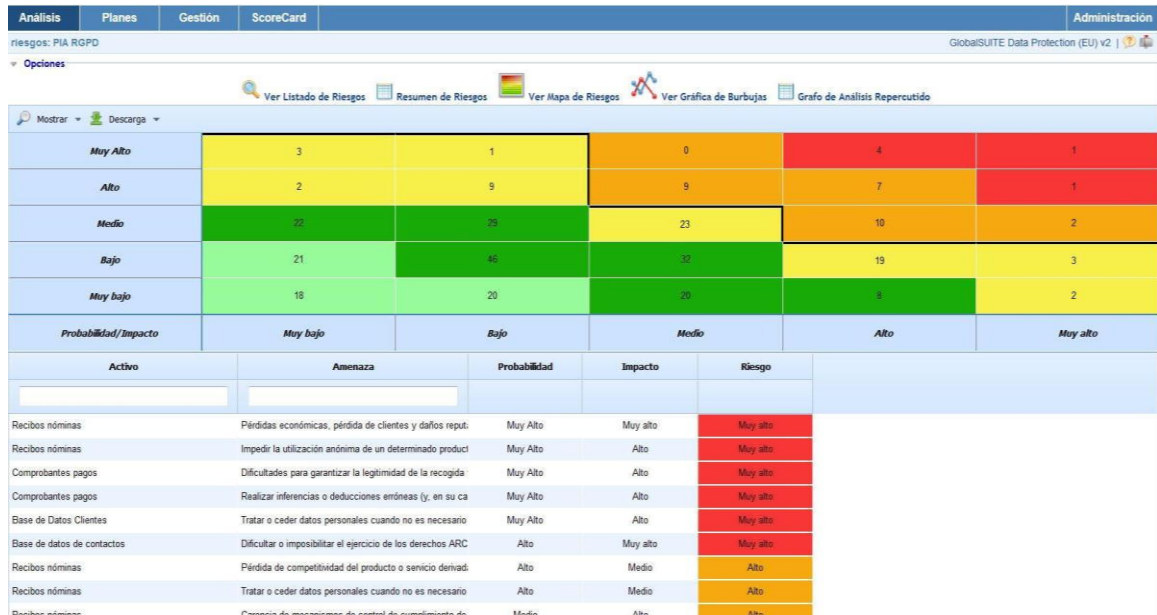 Análisis Planes Gestión ScoreCard Administración
riesgos: PIA RGPD GlobalSUITE Data Protection (EU) v2 |
Opciones
Ver Listado de Riesgos Resumen de Riesgos Ver Mapa de Riesgos Ver Gráfica de Burbujas Grafo de Análisis Repercutido
Mostrar Descarga
Muy Alto 3 1 0 4 1
Alto 2 9 9 7 1
Medio 22 29 23 10 2
Bajo 21 46 32 19 3
Muy bajo 18 20 20 8 2
Probabilidad/Impacto Muy bajo Bajo Medio Alto Muy alto
Activo Amenaza Probabilidad Impacto Riesgo
Recibos nóminas Pérdidas económicas, pérdida de clientes y daños reput Muy Alto Muy alto Muy alto
Recibos nóminas Impedir la utilización anónima de un determinado product Muy Alto Alto Muy alto
Comprobantes pagos Dificultades para garantizar la legitimidad de la recogida Muy Alto Alto Muy alto
Comprobantes pagos Realizar inferencias o deducciones erróneas (y, en su ca Muy Alto Alto Muy alto
Base de Datos Clientes Tratar o ceder datos personales cuando no es necesario Muy Alto Alto Muy alto
Base de datos de contactos Dificultar o imposibilitar el ejercicio de los derechos ARC Alto Muy alto Muy alto
Recibos nóminas Pérdida de competitividad del producto o servicio derivad Alto Medio Alto
Recibos nóminas Tratar o ceder datos personales cuando no es necesario Alto Medio Alto
Recibos nóminas Carencia de mecanismos de control de cumplimiento de Medio Alto Alto